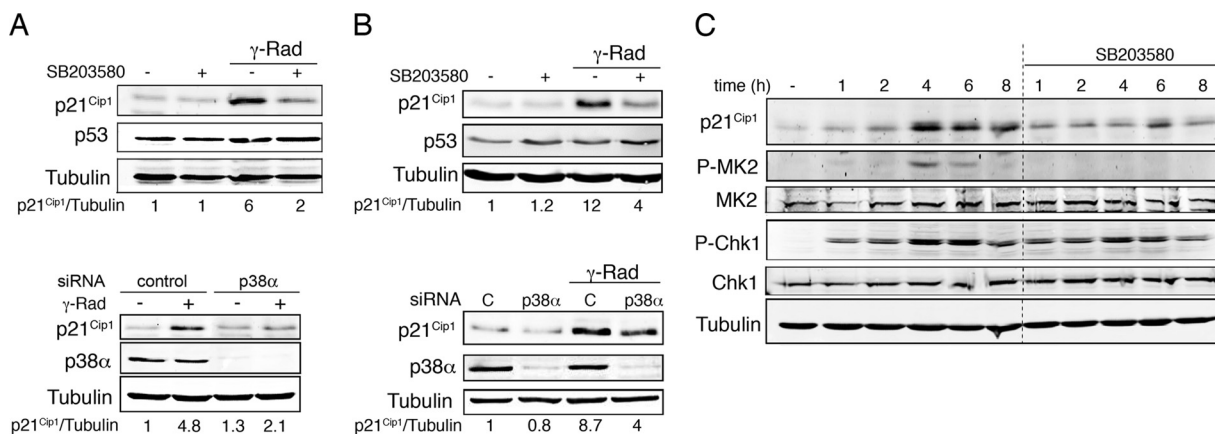 A
γ-Rad
SB203580 - + - +
p21Cip1
p53
Tubulin
p21Cip1/Tubulin 1 1 6 2
siRNA control p38α
γ-Rad - + - +
p21Cip1
p38α
Tubulin
p21Cip1/Tubulin 1 4.8 1.3 2.1
B
γ-Rad
SB203580 - + - +
p21Cip1
p53
Tubulin
p21Cip1/Tubulin 1 1.2 12 4
γ-Rad
siRNA C p38α C p38α
p21Cip1
p38α
Tubulin
p21Cip1/Tubulin 1 0.8 8.7 4
C
SB203580
time (h) - 1 2 4 6 8 1 2 4 6 8
p21Cip1
P-MK2
MK2
P-Chk1
Chk1
Tubulin